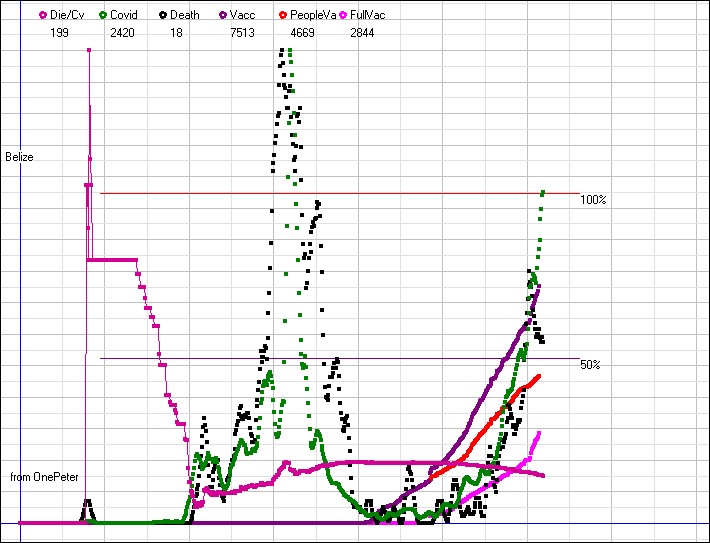 Die/Cv Covid Death Vacc PeopleVa FullVac
199 2420 18 7513 4669 2844
Belize
100%
50%
from OnePeter